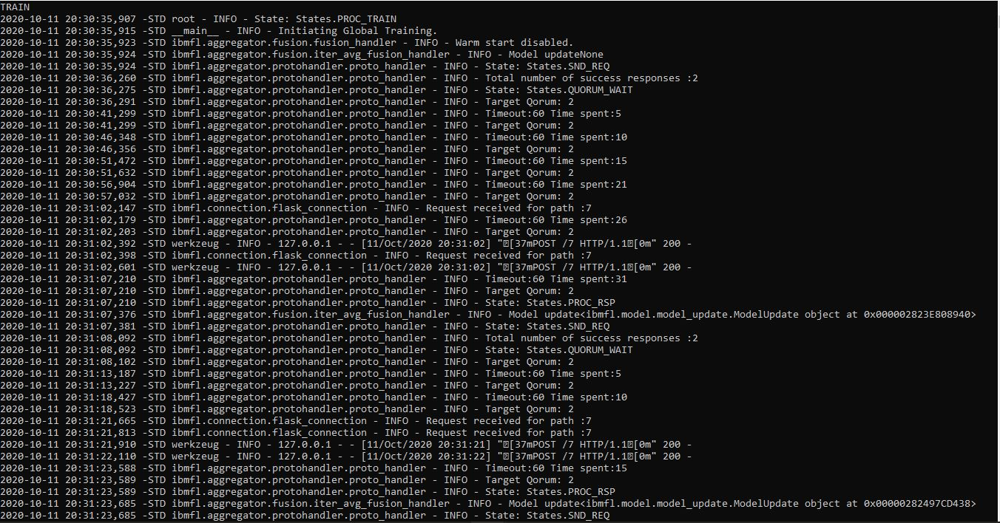 TRAIN
2020-10-11 20:30:35,907 -STD root - INFO - State: States.PROC_TRAIN
2020-10-11 20:30:35,915 -STD __main__ - INFO - Initiating Global Training.
2020-10-11 20:30:35,923 -STD ibmfl.aggregator.fusion.fusion_handler - INFO - Warm start disabled.
2020-10-11 20:30:35,924 -STD ibmfl.aggregator.fusion.iter_avg_fusion_handler - INFO - Model updateNone
2020-10-11 20:30:35,924 -STD ibmfl.aggregator.protohandler.proto_handler - INFO - State: States.SND_REQ
2020-10-11 20:30:36,260 -STD ibmfl.aggregator.protohandler.proto_handler - INFO - Total number of success responses :2
2020-10-11 20:30:36,275 -STD ibmfl.aggregator.protohandler.proto_handler - INFO - State: States.QUORUM_WAIT
2020-10-11 20:30:36,291 -STD ibmfl.aggregator.protohandler.proto_handler - INFO - Target Qorum: 2
2020-10-11 20:30:41,299 -STD ibmfl.aggregator.protohandler.proto_handler - INFO - Timeout:60 Time spent:5
2020-10-11 20:30:41,299 -STD ibmfl.aggregator.protohandler.proto_handler - INFO - Target Qorum: 2
2020-10-11 20:30:46,348 -STD ibmfl.aggregator.protohandler.proto_handler - INFO - Timeout:60 Time spent:10
2020-10-11 20:30:46,356 -STD ibmfl.aggregator.protohandler.proto_handler - INFO - Target Qorum: 2
2020-10-11 20:30:51,472 -STD ibmfl.aggregator.protohandler.proto_handler - INFO - Timeout:60 Time spent:15
2020-10-11 20:30:51,632 -STD ibmfl.aggregator.protohandler.proto_handler - INFO - Target Qorum: 2
2020-10-11 20:30:56,904 -STD ibmfl.aggregator.protohandler.proto_handler - INFO - Timeout:60 Time spent:21
2020-10-11 20:30:57,032 -STD ibmfl.aggregator.protohandler.proto_handler - INFO - Target Qorum: 2
2020-10-11 20:31:02,147 -STD ibmfl.connection.flask_connection - INFO - Request received for path :7
2020-10-11 20:31:02,179 -STD ibmfl.aggregator.protohandler.proto_handler - INFO - Timeout:60 Time spent:26
2020-10-11 20:31:02,203 -STD ibmfl.aggregator.protohandler.proto_handler - INFO - Target Qorum: 2
2020-10-11 20:31:02,392 -STD werkzeug - INFO - 127.0.0.1 - - [11/Oct/2020 20:31:02] "⍰[37mPOST /7 HTTP/1.1⍰[0m" 200 -
2020-10-11 20:31:02,398 -STD ibmfl.connection.flask_connection - INFO - Request received for path :7
2020-10-11 20:31:02,601 -STD werkzeug - INFO - 127.0.0.1 - - [11/Oct/2020 20:31:02] "⍰[37mPOST /7 HTTP/1.1⍰[0m" 200 -
2020-10-11 20:31:07,210 -STD ibmfl.aggregator.protohandler.proto_handler - INFO - Timeout:60 Time spent:31
2020-10-11 20:31:07,210 -STD ibmfl.aggregator.protohandler.proto_handler - INFO - Target Qorum: 2
2020-10-11 20:31:07,210 -STD ibmfl.aggregator.protohandler.proto_handler - INFO - State: States.PROC_RSP
2020-10-11 20:31:07,376 -STD ibmfl.aggregator.fusion.iter_avg_fusion_handler - INFO - Model update<ibmfl.model.model_update.ModelUpdate object at 0x000002823E808940>
2020-10-11 20:31:07,381 -STD ibmfl.aggregator.protohandler.proto_handler - INFO - State: States.SND_REQ
2020-10-11 20:31:08,092 -STD ibmfl.aggregator.protohandler.proto_handler - INFO - Total number of success responses :2
2020-10-11 20:31:08,092 -STD ibmfl.aggregator.protohandler.proto_handler - INFO - State: States.QUORUM_WAIT
2020-10-11 20:31:08,102 -STD ibmfl.aggregator.protohandler.proto_handler - INFO - Target Qorum: 2
2020-10-11 20:31:13,187 -STD ibmfl.aggregator.protohandler.proto_handler - INFO - Timeout:60 Time spent:5
2020-10-11 20:31:13,227 -STD ibmfl.aggregator.protohandler.proto_handler - INFO - Target Qorum: 2
2020-10-11 20:31:18,427 -STD ibmfl.aggregator.protohandler.proto_handler - INFO - Timeout:60 Time spent:10
2020-10-11 20:31:18,523 -STD ibmfl.aggregator.protohandler.proto_handler - INFO - Target Qorum: 2
2020-10-11 20:31:21,665 -STD ibmfl.connection.flask_connection - INFO - Request received for path :7
2020-10-11 20:31:21,813 -STD ibmfl.connection.flask_connection - INFO - Request received for path :7
2020-10-11 20:31:21,910 -STD werkzeug - INFO - 127.0.0.1 - - [11/Oct/2020 20:31:21] "⍰[37mPOST /7 HTTP/1.1⍰[0m" 200 -
2020-10-11 20:31:22,110 -STD werkzeug - INFO - 127.0.0.1 - - [11/Oct/2020 20:31:22] "⍰[37mPOST /7 HTTP/1.1⍰[0m" 200 -
2020-10-11 20:31:23,588 -STD ibmfl.aggregator.protohandler.proto_handler - INFO - Timeout:60 Time spent:15
2020-10-11 20:31:23,589 -STD ibmfl.aggregator.protohandler.proto_handler - INFO - Target Qorum: 2
2020-10-11 20:31:23,589 -STD ibmfl.aggregator.protohandler.proto_handler - INFO - State: States.PROC_RSP
2020-10-11 20:31:23,685 -STD ibmfl.aggregator.fusion.iter_avg_fusion_handler - INFO - Model update<ibmfl.model.model_update.ModelUpdate object at 0x00000282497CD438>
2020-10-11 20:31:23,685 -STD ibmfl.aggregator.protohandler.proto_handler - INFO - State: States.SND_REQ